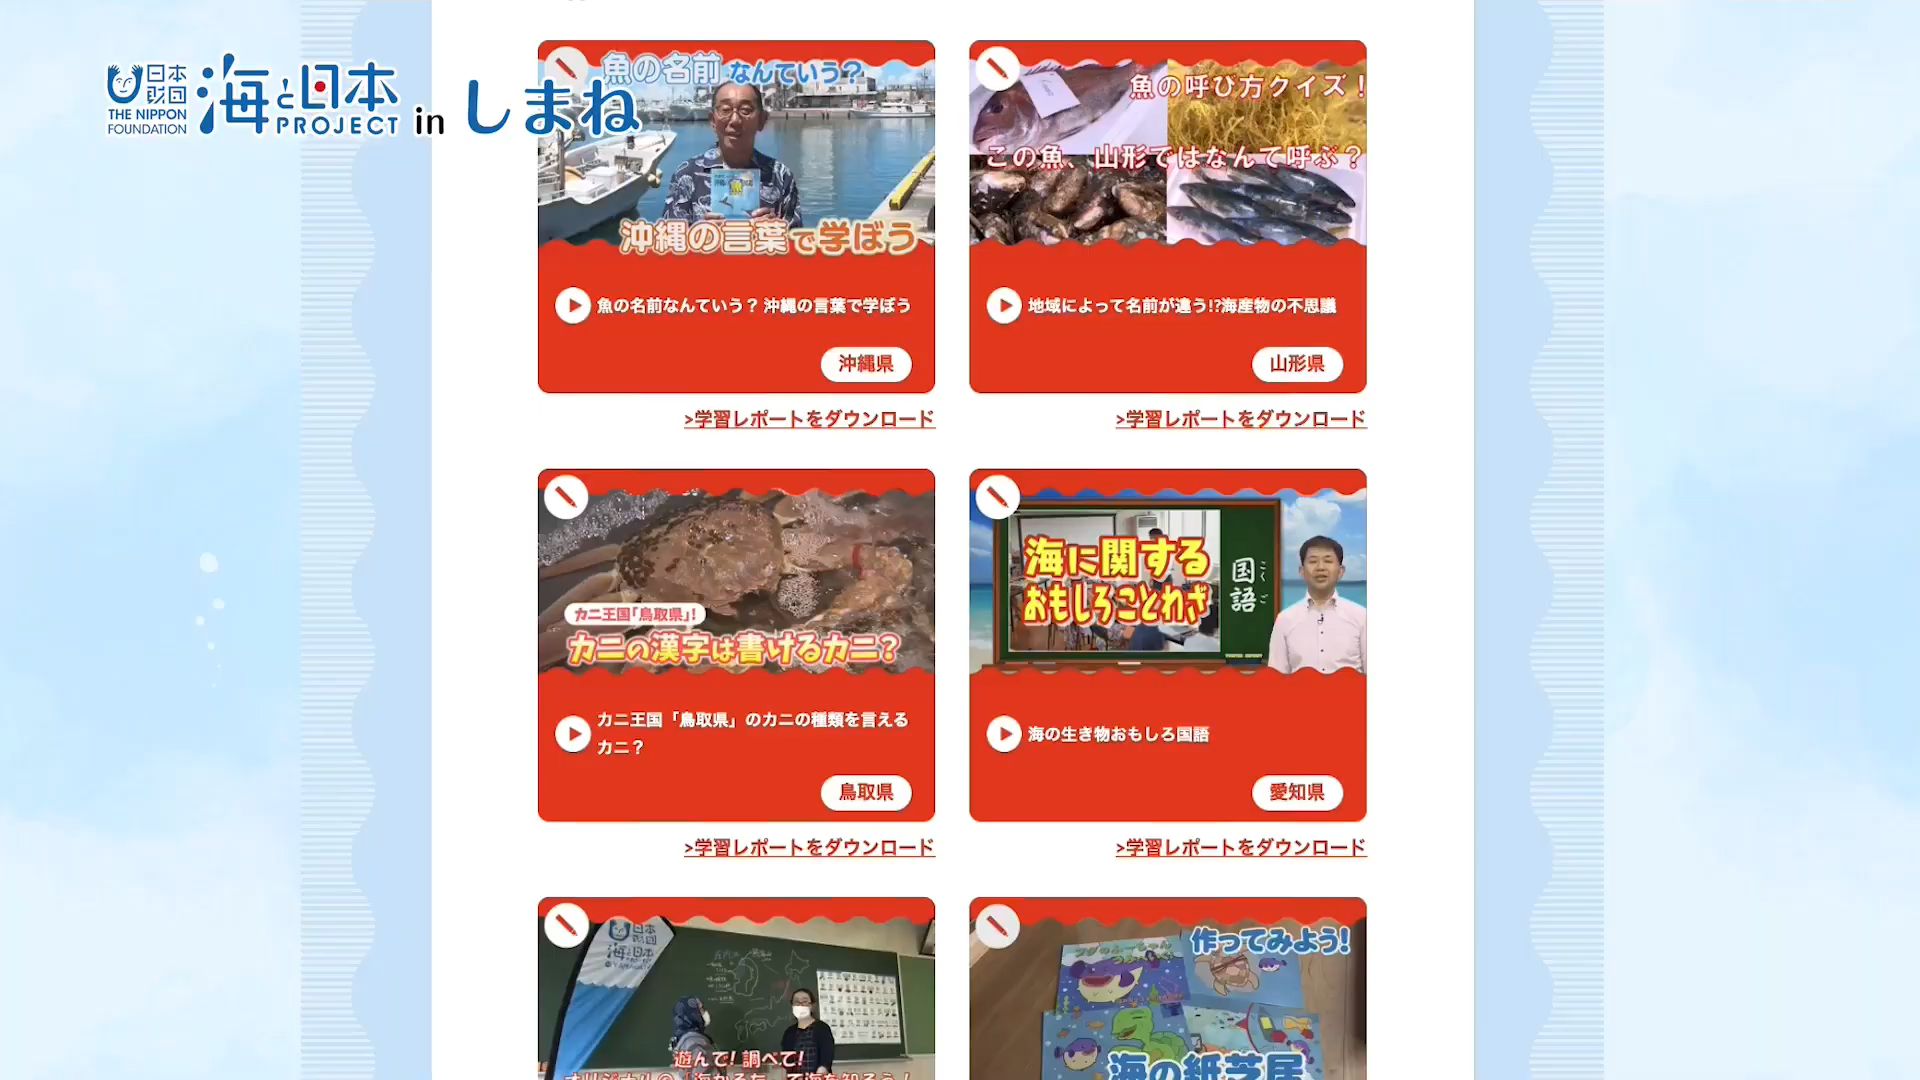 日本
財団
THE NIPPON
FOUNDATION
海と日本
PROJECT
in しまね
魚の名前なんていう?
沖縄の言葉で学ぼう
魚の名前なんていう? 沖縄の言葉で学ぼう
沖縄県
>学習レポートをダウンロード
魚の呼び方クイズ!
この魚、山形ではなんて呼ぶ?
地域によって名前が違う!?海産物の不思議
山形県
>学習レポートをダウンロード
カニ王国「鳥取県」!
カニの漢字は書けるカニ?
カニ王国「鳥取県」のカニの種類を言える
カニ?
鳥取県
>学習レポートをダウンロード
海に関する
おもしろことわざ
国語
こくご
海の生き物おもしろ国語
愛知県
>学習レポートをダウンロード
日本
財団
海と日本
遊んで! 調べて!
作ってみよう!
海の紙芝居